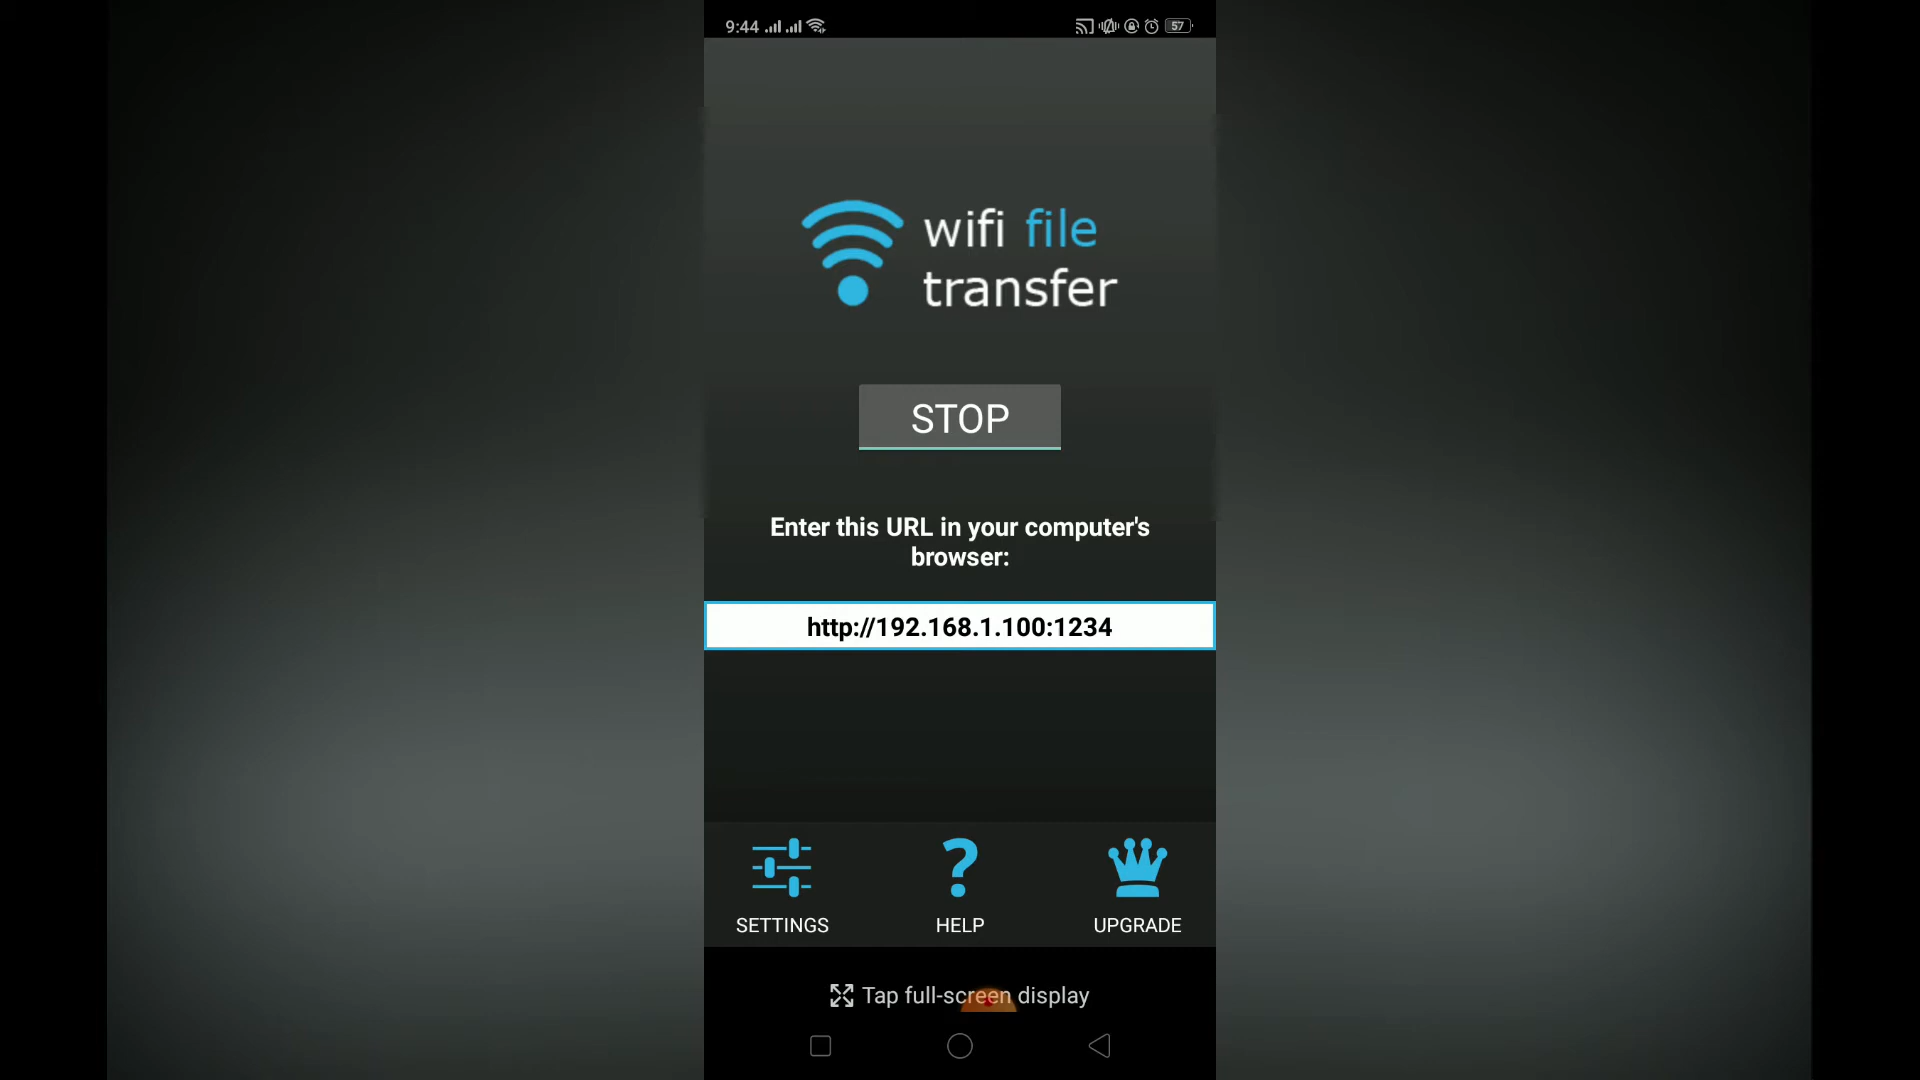 9:44
57
wifi file
transfer
STOP
Enter this URL in your computer's
browser:
http://192.168.1.100:1234
SETTINGS
HELP
UPGRADE
Tap full-screen display